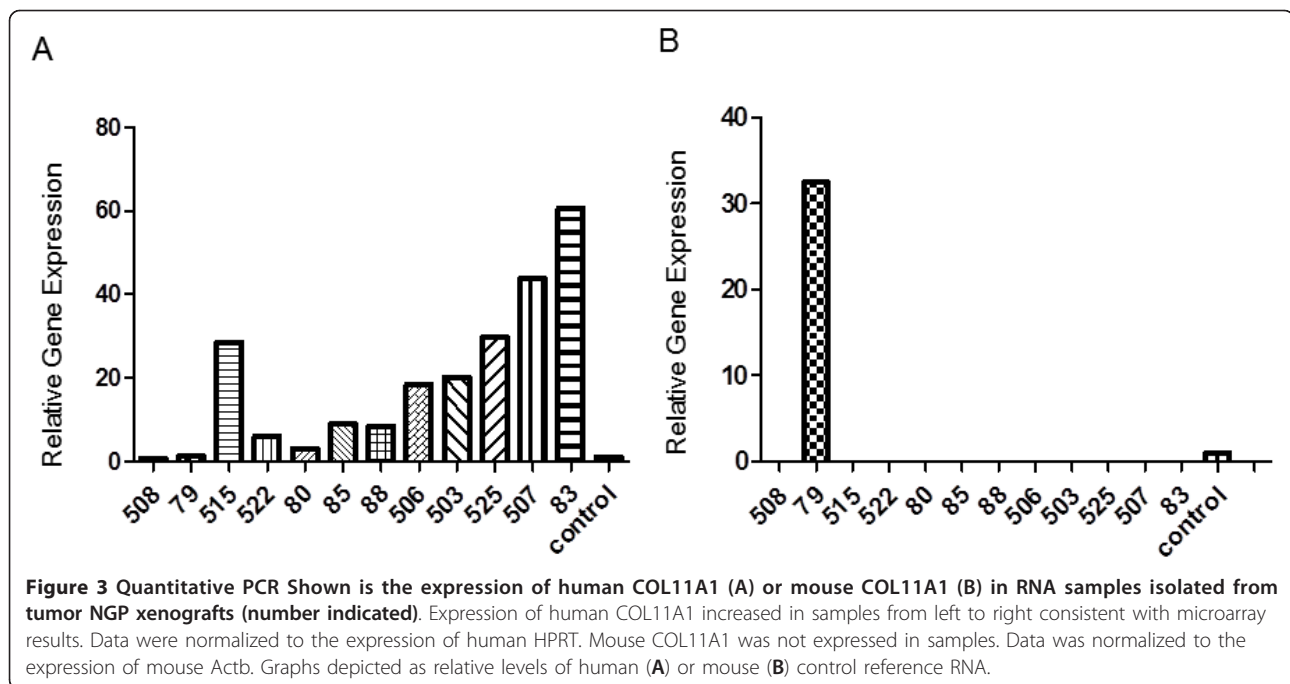 A
Relative Gene Expression
80
60
40
20
0
508 79 515 522 80 85 88 506 503 525 507 83 control
B
Relative Gene Expression
40
30
20
10
0
508 79 515 522 80 85 88 506 503 525 507 83 control
Figure 3 Quantitative PCR Shown is the expression of human COL11A1 (A) or mouse COL11A1 (B) in RNA samples isolated from
tumor NGP xenografts (number indicated). Expression of human COL11A1 increased in samples from left to right consistent with microarray
results. Data were normalized to the expression of human HPRT. Mouse COL11A1 was not expressed in samples. Data was normalized to the
expression of mouse Actb. Graphs depicted as relative levels of human (A) or mouse (B) control reference RNA.